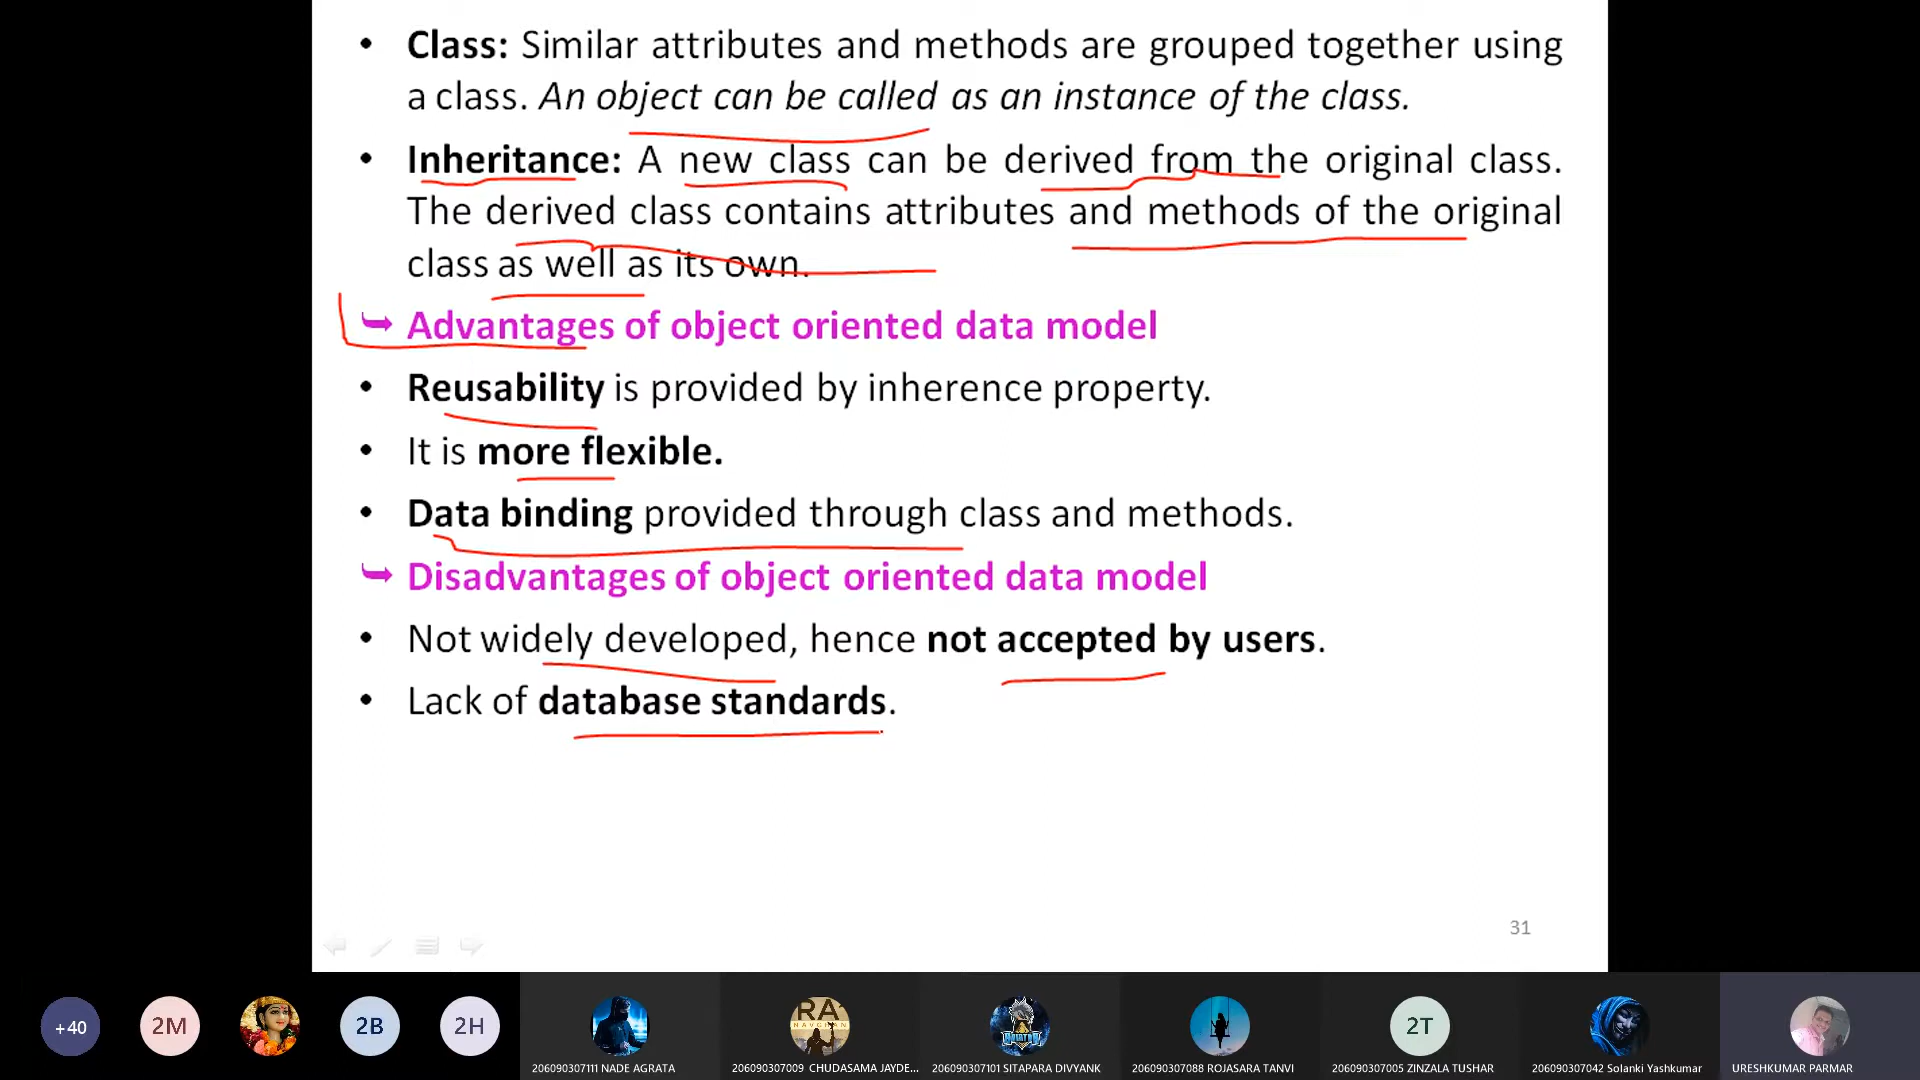 • Class: Similar attributes and methods are grouped together using
a class. An object can be called as an instance of the class.
• Inheritance: A new class can be derived from the original class.
The derived class contains attributes and methods of the original
class as well as its own.
➥ Advantages of object oriented data model
• Reusability is provided by inherence property.
• It is more flexible.
• Data binding provided through class and methods.
➥ Disadvantages of object oriented data model
• Not widely developed, hence not accepted by users.
• Lack of database standards.
31
+40
2M
2B
2H
RA
2T
206090307111 NADE AGRATA
206090307009 CHUDASAMA JAYDE...
206090307101 SITAPARA DIVYANK
206090307088 ROJASARA TANVI
206090307005 ZINZALA TUSHAR
206090307042 Solanki Yashkumar
URESHKUMAR PARMAR